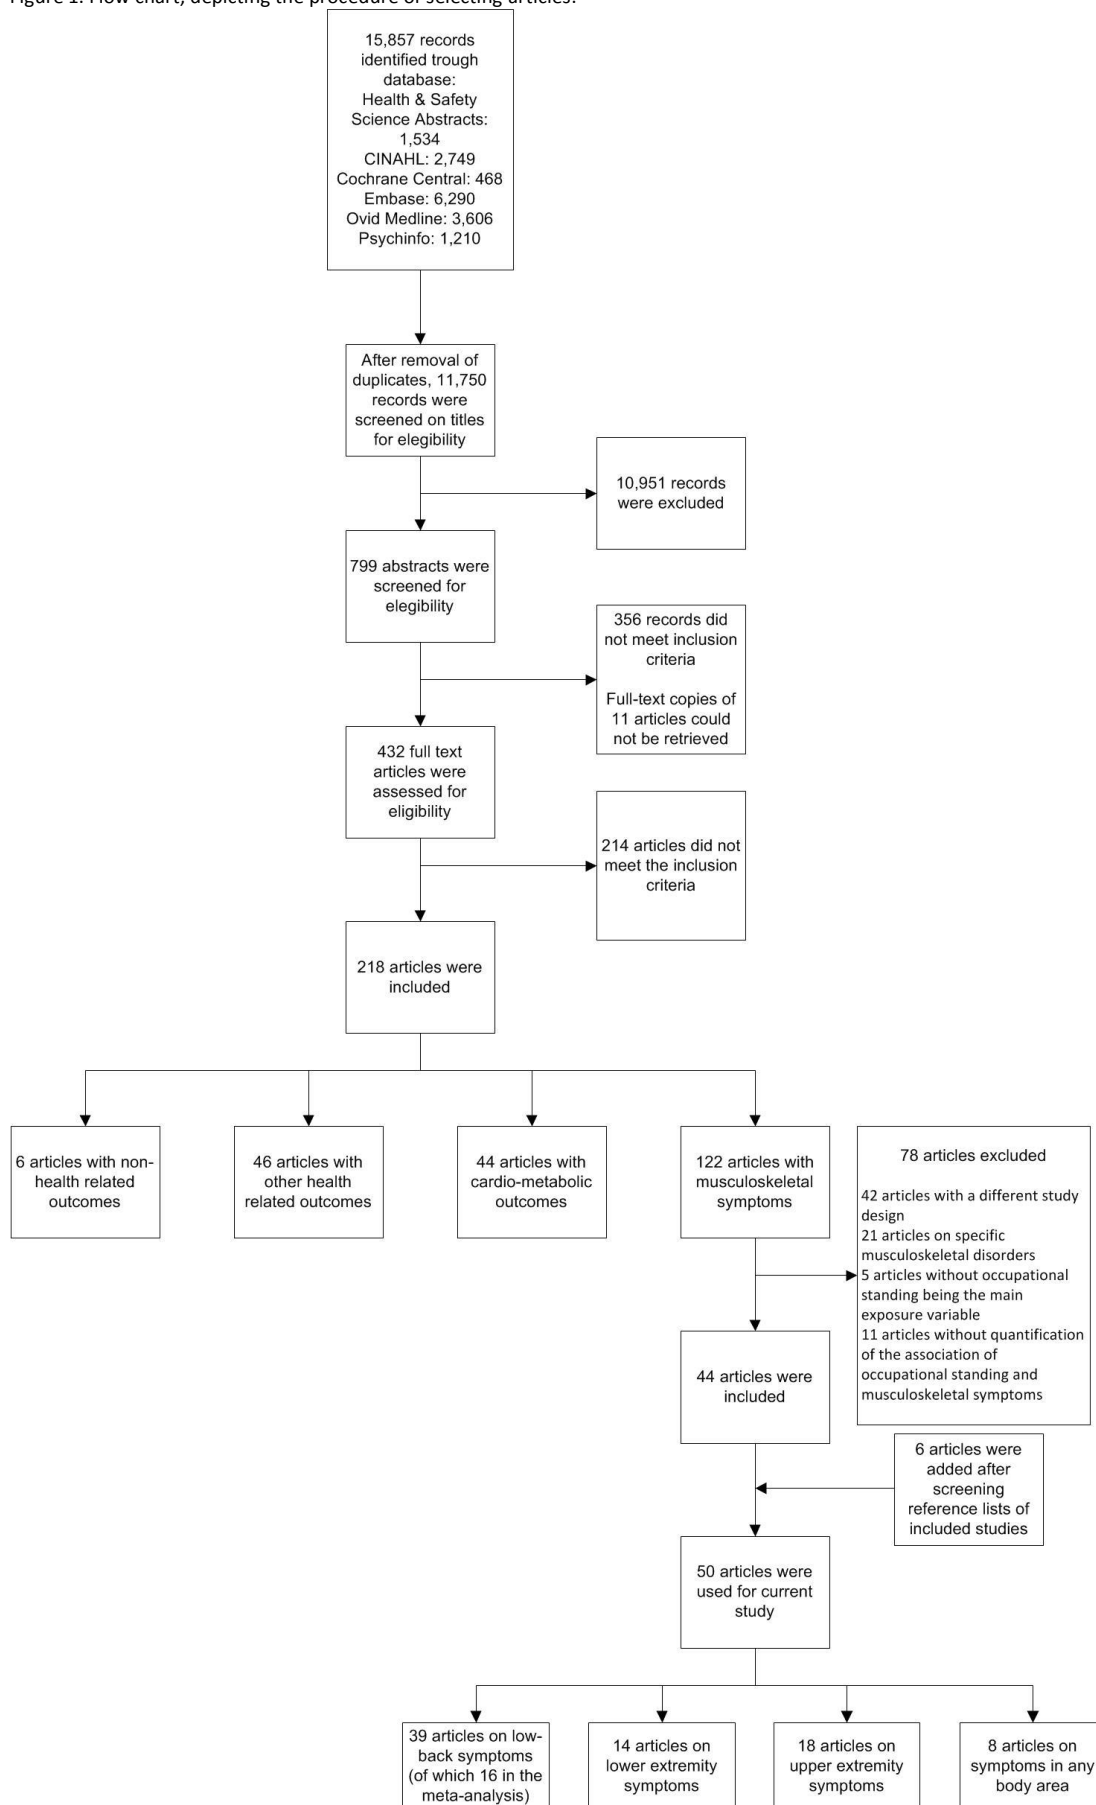 Figure 1. Flow chart, depicting the procedure of selecting articles.
15,857 records
identified trough
database:
Health & Safety
Science Abstracts:
1,534
CINAHL: 2,749
Cochrane Central: 468
Embase: 6,290
Ovid Medline: 3,606
Psychinfo: 1,210
After removal of
duplicates, 11,750
records were
screened on titles
for elegibility
10,951 records
were excluded
799 abstracts were
screened for
elegibility
356 records did
not meet inclusion
criteria
Full-text copies of
11 articles could
not be retrieved
432 full text
articles were
assessed for
eligibility
214 articles did not
meet the inclusion
criteria
218 articles were
included
6 articles with non-
health related
outcomes
46 articles with
other health
related outcomes
44 articles with
cardio-metabolic
outcomes
122 articles with
musculoskeletal
symptoms
78 articles excluded
42 articles with a different study
design
21 articles on specific
musculoskeletal disorders
5 articles without occupational
standing being the main
exposure variable
11 articles without quantification
of the association of
occupational standing and
musculoskeletal symptoms
44 articles were
included
6 articles were
added after
screening
reference lists of
included studies
50 articles were
used for current
study
39 articles on low-
back symptoms
(of which 16 in the
meta-analysis)
14 articles on
lower extremity
symptoms
18 articles on
upper extremity
symptoms
8 articles on
symptoms in any
body area